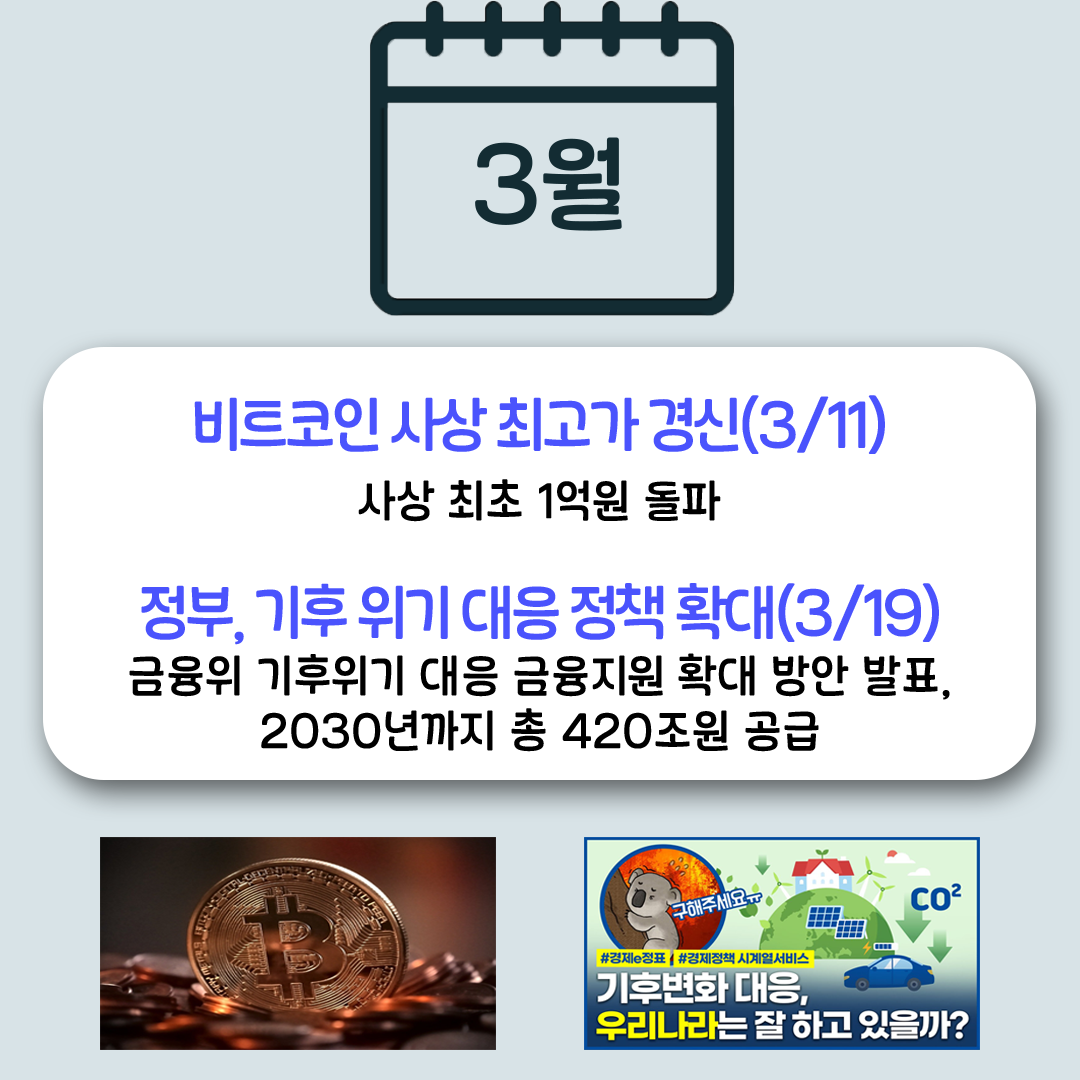 3월
비트코인 사상 최고가 경신(3/11)
사상 최초 1억원 돌파
정부, 기후 위기 대응 정책 확대(3/19)
금융위 기후위기 대응 금융지원 확대 방안 발표,
2030년까지 총 420조원 공급
구해주세요ㅠ
CO²
#경제e정표 #경제정책 시계열서비스
기후변화 대응,
우리나라는 잘 하고 있을까?